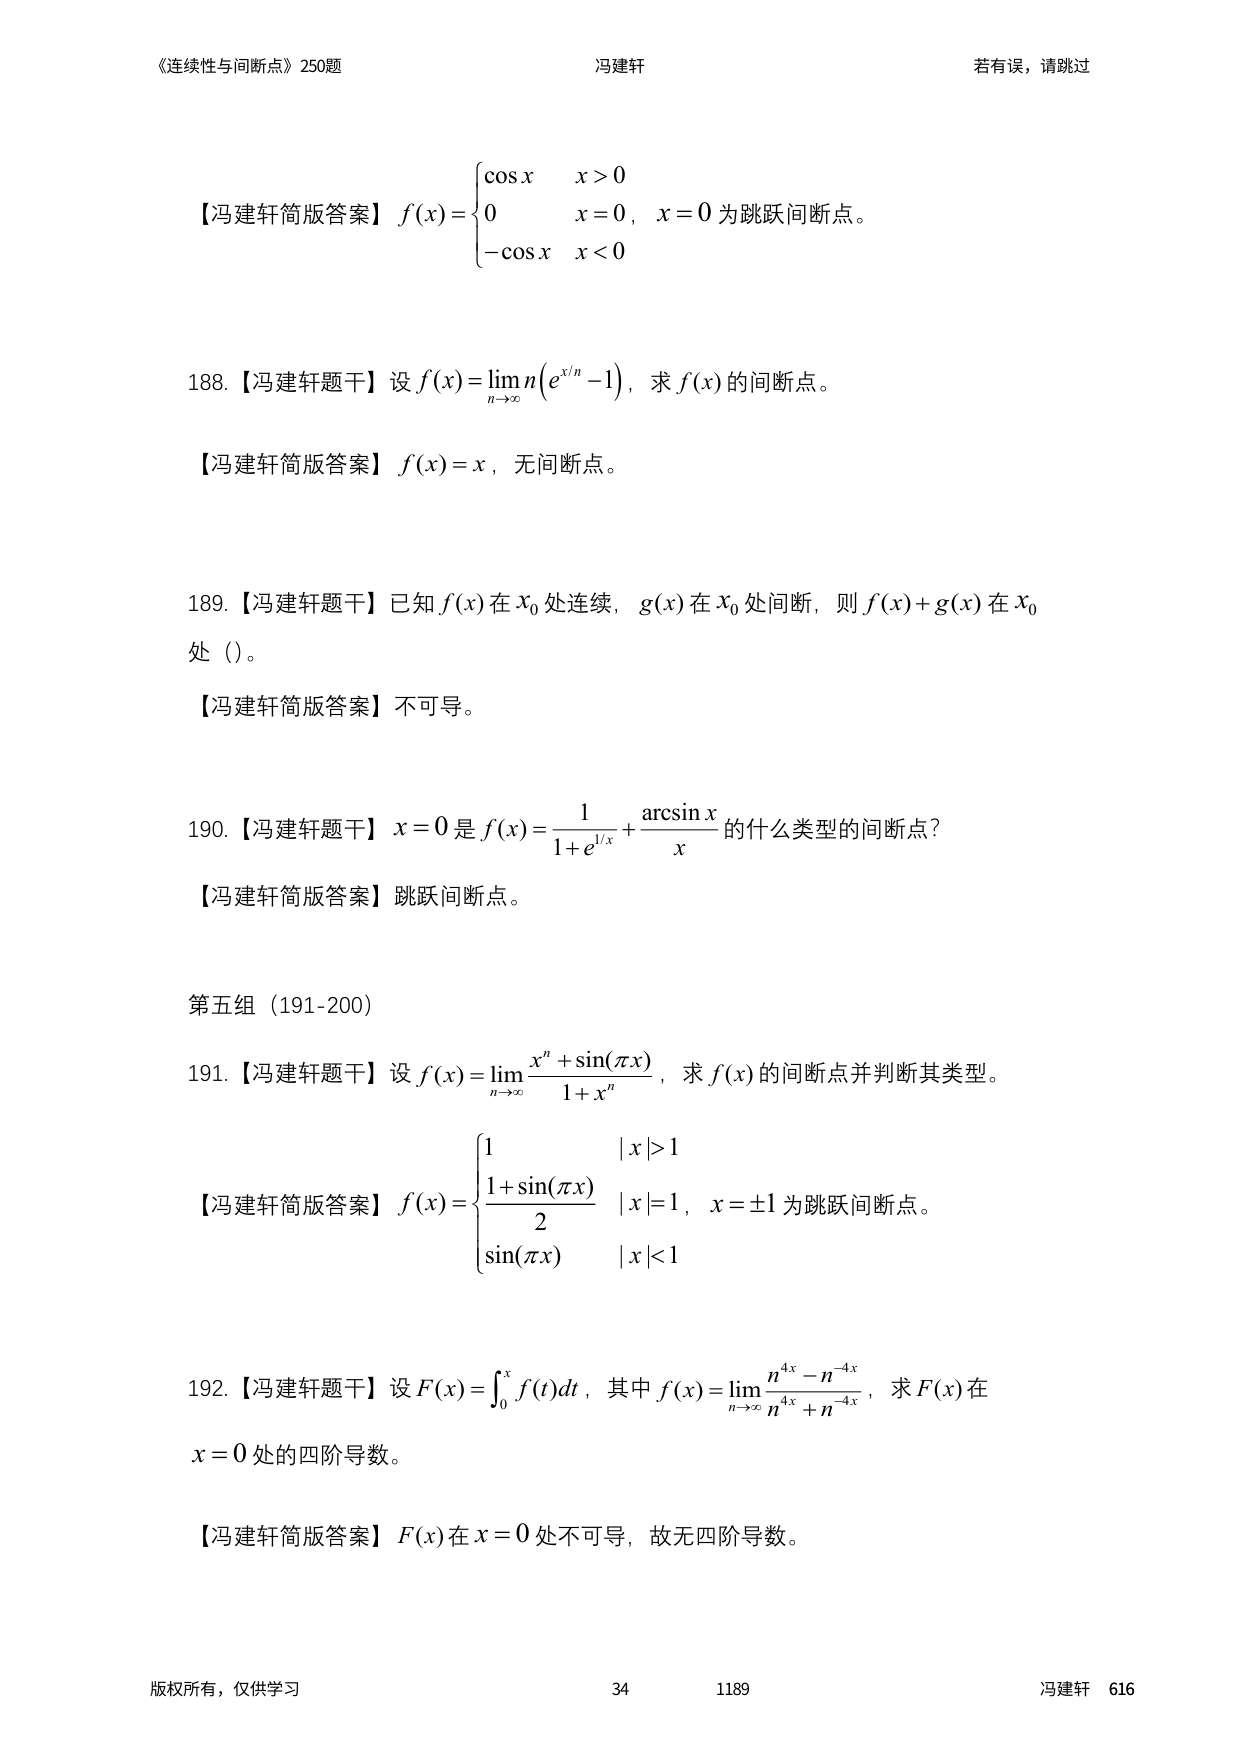 《连续性与间断点》250题 冯建轩 若有误，请跳过
【冯建轩简版答案】 f(x) = { cos x x > 0 ; 0 x = 0 ; −cos x x < 0 ， x = 0 为跳跃间断点。
188.【冯建轩题干】设 f(x) = lim_{n→∞} n(e^{x/n} − 1)，求 f(x) 的间断点。
【冯建轩简版答案】 f(x) = x，无间断点。
189.【冯建轩题干】已知 f(x) 在 x₀ 处连续， g(x) 在 x₀ 处间断，则 f(x) + g(x) 在 x₀
处（）。
【冯建轩简版答案】不可导。
190.【冯建轩题干】 x = 0 是 f(x) = 1/(1 + e^{1/x}) + (arcsin x)/x 的什么类型的间断点？
【冯建轩简版答案】跳跃间断点。
第五组（191-200）
191.【冯建轩题干】设 f(x) = lim_{n→∞} (x^n + sin(πx))/(1 + x^n)，求 f(x) 的间断点并判断其类型。
【冯建轩简版答案】 f(x) = { 1 |x|>1 ; (1 + sin(πx))/2 |x|=1 ; sin(πx) |x|<1 ， x = ±1 为跳跃间断点。
192.【冯建轩题干】设 F(x) = ∫_0^x f(t)dt，其中 f(x) = lim_{n→∞} (n^{4x} − n^{−4x})/(n^{4x} + n^{−4x})，求 F(x) 在
x = 0 处的四阶导数。
【冯建轩简版答案】 F(x) 在 x = 0 处不可导，故无四阶导数。
版权所有，仅供学习 34 1189 冯建轩 616